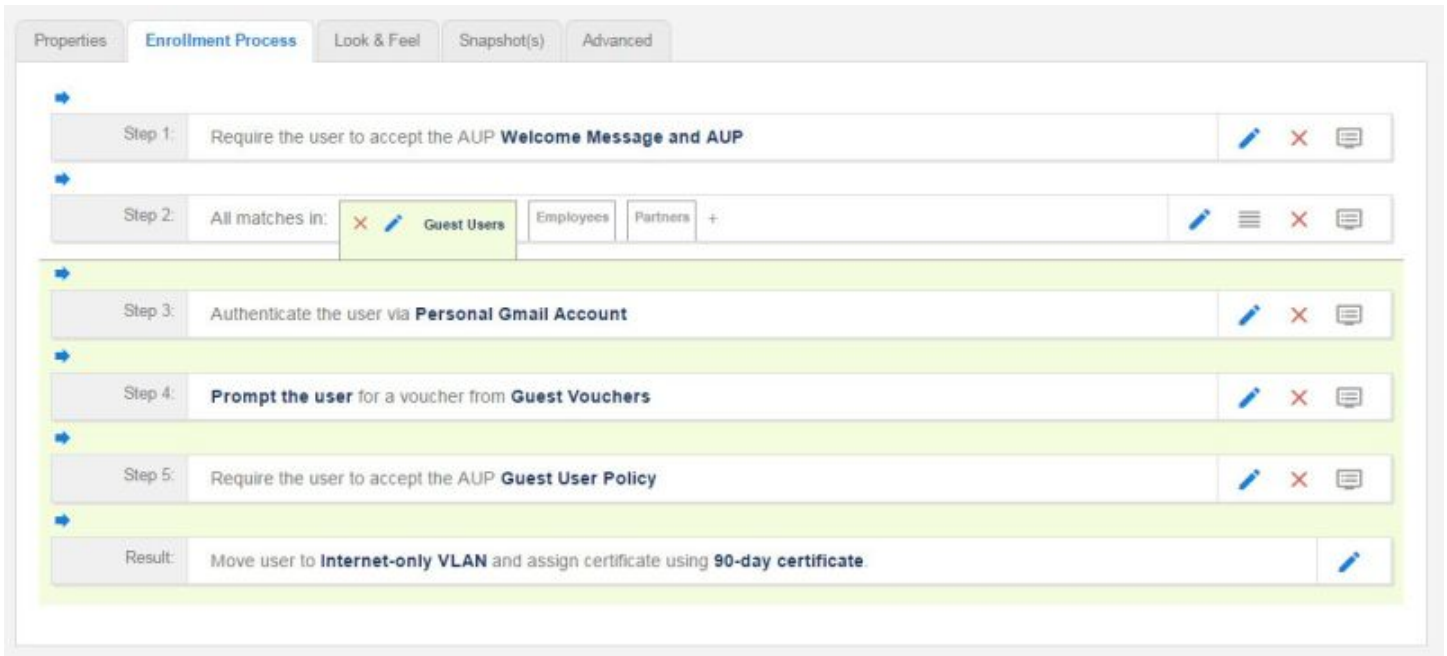 Properties Enrollment Process Look & Feel Snapshot(s) Advanced
Step 1: Require the user to accept the AUP Welcome Message and AUP
Step 2: All matches in: Guest Users Employees Partners +
Step 3: Authenticate the user via Personal Gmail Account
Step 4: Prompt the user for a voucher from Guest Vouchers
Step 5: Require the user to accept the AUP Guest User Policy
Result: Move user to Internet-only VLAN and assign certificate using 90-day certificate.